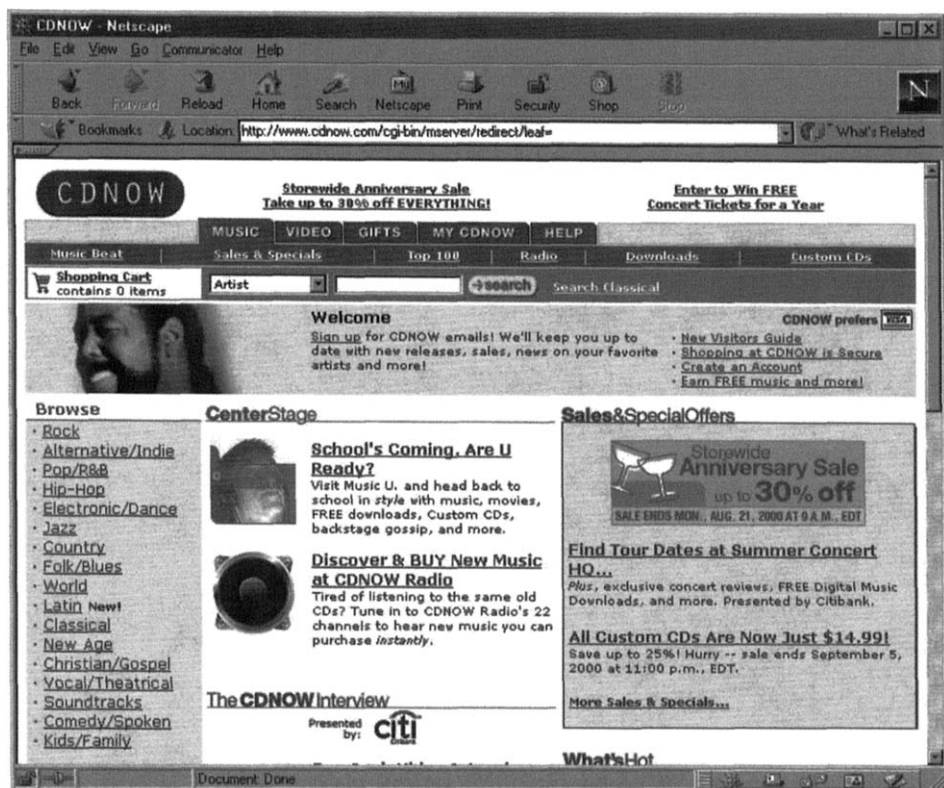 CDNOW - Netscape
File Edit View Go Communicator Help
Back Forward Reload Home Search Netscape Print Security Shop Stop
Bookmarks Location: http://www.cdnow.com/cgi-bin/mserver/redirect/leaf= What's Related
CDNOW
Storewide Anniversary Sale
Take up to 30% off EVERYTHING!
Enter to Win FREE
Concert Tickets for a Year
MUSIC VIDEO GIFTS MY CDNOW HELP
Music Beat Sales & Specials Top 100 Radio Downloads Custom CDs
Shopping Cart
contains 0 items
Artist search Search Classical
Welcome
Sign up for CDNOW emails! We'll keep you up to
date with new releases, sales, news on your favorite
artists and more!
CDNOW prefers VISA
· New Visitors Guide
· Shopping at CDNOW is Secure
· Create an Account
· Earn FREE music and more!
Browse
· Rock
· Alternative/Indie
· Pop/R&B
· Hip-Hop
· Electronic/Dance
· Jazz
· Country
· Folk/Blues
· World
· Latin New!
· Classical
· New Age
· Christian/Gospel
· Vocal/Theatrical
· Soundtracks
· Comedy/Spoken
· Kids/Family
CenterStage
School's Coming. Are U
Ready?
Visit Music U. and head back to
school in style with music, movies,
FREE downloads, Custom CDs,
backstage gossip, and more.
Discover & BUY New Music
at CDNOW Radio
Tired of listening to the same old
CDs? Tune in to CDNOW Radio's 22
channels to hear new music you can
purchase instantly.
The CDNOW Interview
Presented
by: citi
Sales&SpecialOffers
Storewide
Anniversary Sale
up to 30% off
SALE ENDS MON., AUG. 21, 2000 AT 9 A.M., EDT
Find Tour Dates at Summer Concert
HQ...
Plus, exclusive concert reviews, FREE Digital Music
Downloads, and more. Presented by Citibank.
All Custom CDs Are Now Just $14.99!
Save up to 25%! Hurry -- sale ends September 5,
2000 at 11:00 p.m., EDT.
More Sales & Specials...
What'sHot
Document: Done